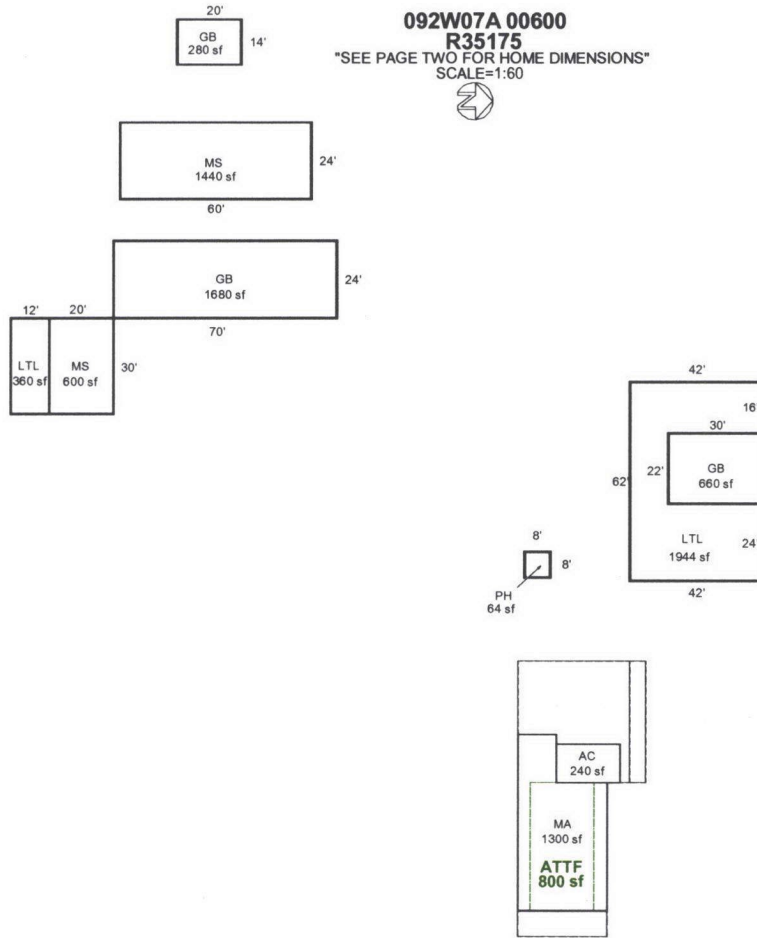 092W07A 00600
R35175
"SEE PAGE TWO FOR HOME DIMENSIONS"
SCALE=1:60
N
20'
GB
280 sf
14'
MS
1440 sf
24'
60'
GB
1680 sf
24'
70'
12'
20'
LTL
360 sf
MS
600 sf
30'
42'
16'
30'
62'
22'
GB
660 sf
LTL
1944 sf
24'
42'
8'
8'
PH
64 sf
AC
240 sf
MA
1300 sf
ATTF
800 sf